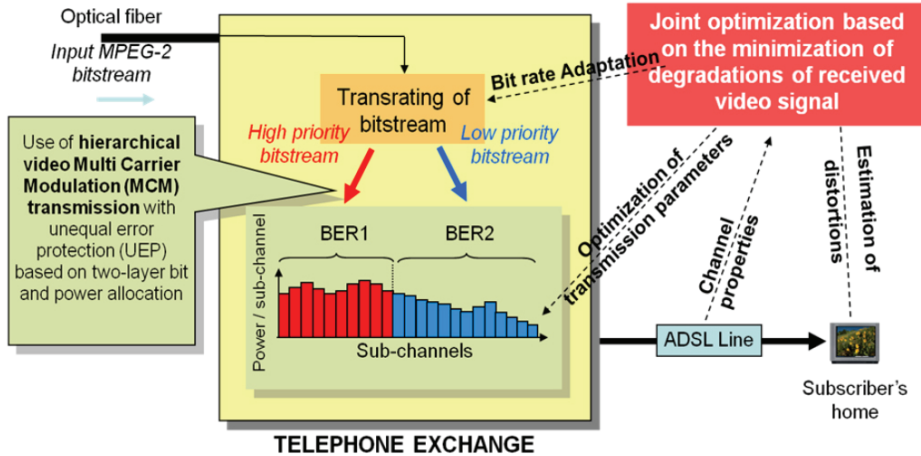 Optical fiber
Input MPEG-2
bitstream
Use of hierarchical
video Multi Carrier
Modulation (MCM)
transmission with
unequal error
protection (UEP)
based on two-layer bit
and power allocation
Transrating of
bitstream
High priority
bitstream
Low priority
bitstream
BER1
BER2
Power / sub-channel
Sub-channels
TELEPHONE EXCHANGE
Bit rate Adaptation
Joint optimization based
on the minimization of
degradations of received
video signal
Optimization of
transmission parameters
Channel
properties
Estimation of
distortions
ADSL Line
Subscriber's
home